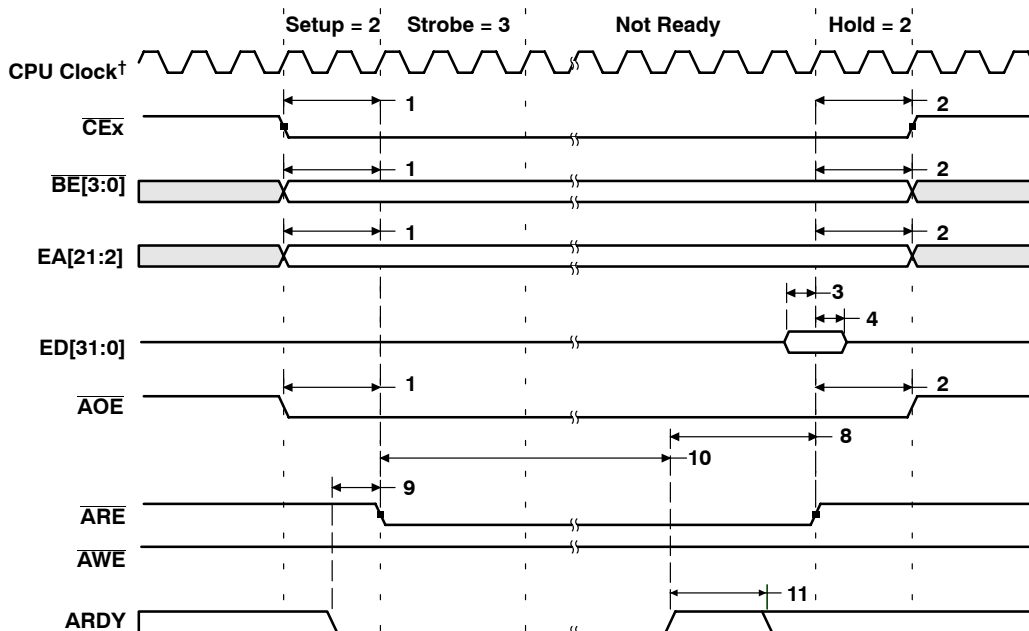 Setup = 2 Strobe = 3 Not Ready Hold = 2
CPU Clock†
1 2
CEx
1 2
BE[3:0]
1 2
EA[21:2]
3
4
ED[31:0]
1 2
AOE
8
10
9
ARE
AWE
11
ARDY